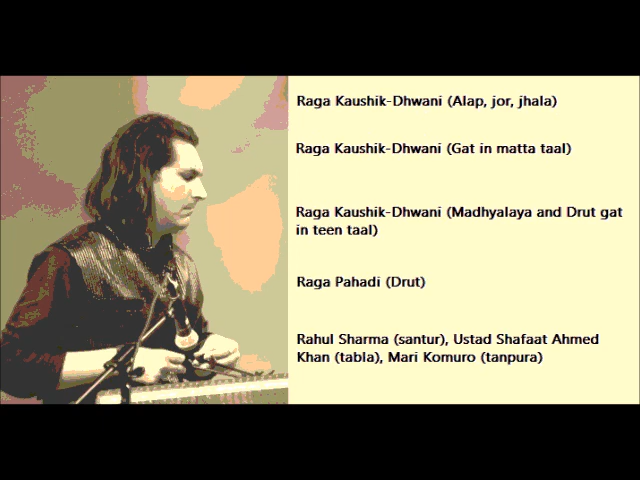 Raga Kaushik-Dhwani (Alap, jor, jhala)
Raga Kaushik-Dhwani (Gat in matta taal)
Raga Kaushik-Dhwani (Madhyalaya and Drut gat
in teen taal)
Raga Pahadi (Drut)
Rahul Sharma (santur), Ustad Shafaat Ahmed
Khan (tabla), Mari Komuro (tanpura)